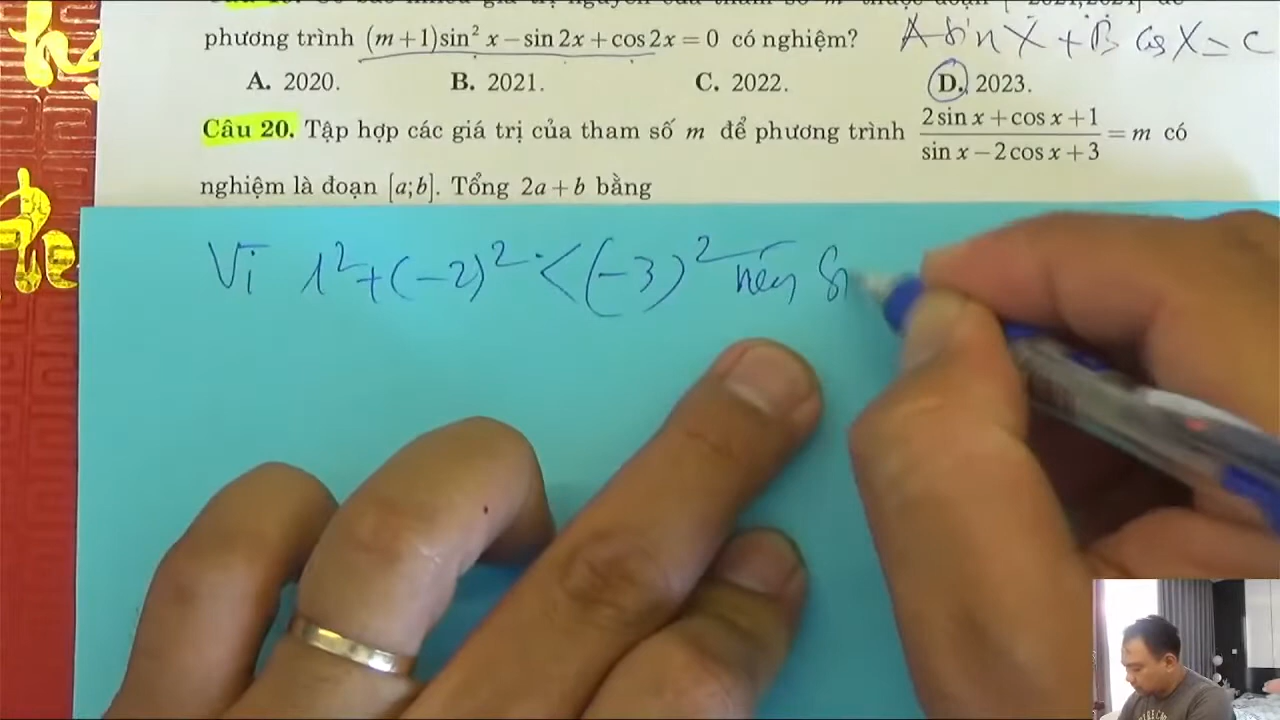 phương trình (m+1)sin² x−sin 2x+cos 2x=0 có nghiệm? A sin X + B cos X = C
A. 2020. B. 2021. C. 2022. D. 2023.
Câu 20. Tập hợp các giá trị của tham số m để phương trình (2 sin x+cos x+1)/(sin x−2 cos x+3) = m có
nghiệm là đoạn [a;b]. Tổng 2a+b bằng
Vì 1²+(−2)² < (−3)² nên